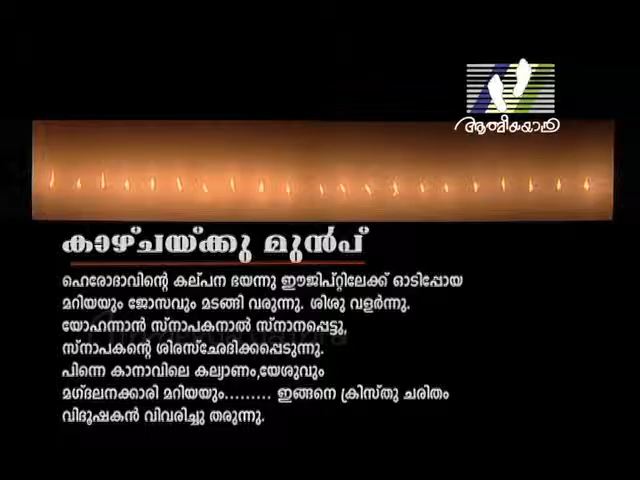 ആത്മീയയാത്ര
കാഴ്ചയ്ക്കു മുൻപ്
ഹെരോദാവിന്റെ കല്പന ഭയന്നു ഈജിപ്റ്റിലേക്ക് ഓടിപ്പോയ
മറിയയും ജോസവും മടങ്ങി വരുന്നു. ശിശു വളർന്നു.
യോഹന്നാൻ സ്നാപകനാൽ സ്നാനപ്പെട്ടു,
സ്നാപകന്റെ ശിരസ്ഛേദിക്കപ്പെടുന്നു.
പിന്നെ കാനാവിലെ കല്യാണം,യേശുവും
മഗ്ദലനക്കാരി മറിയയും......... ഇങ്ങനെ ക്രിസ്തു ചരിതം
വിദൂഷകൻ വിവരിച്ചു തരുന്നു.